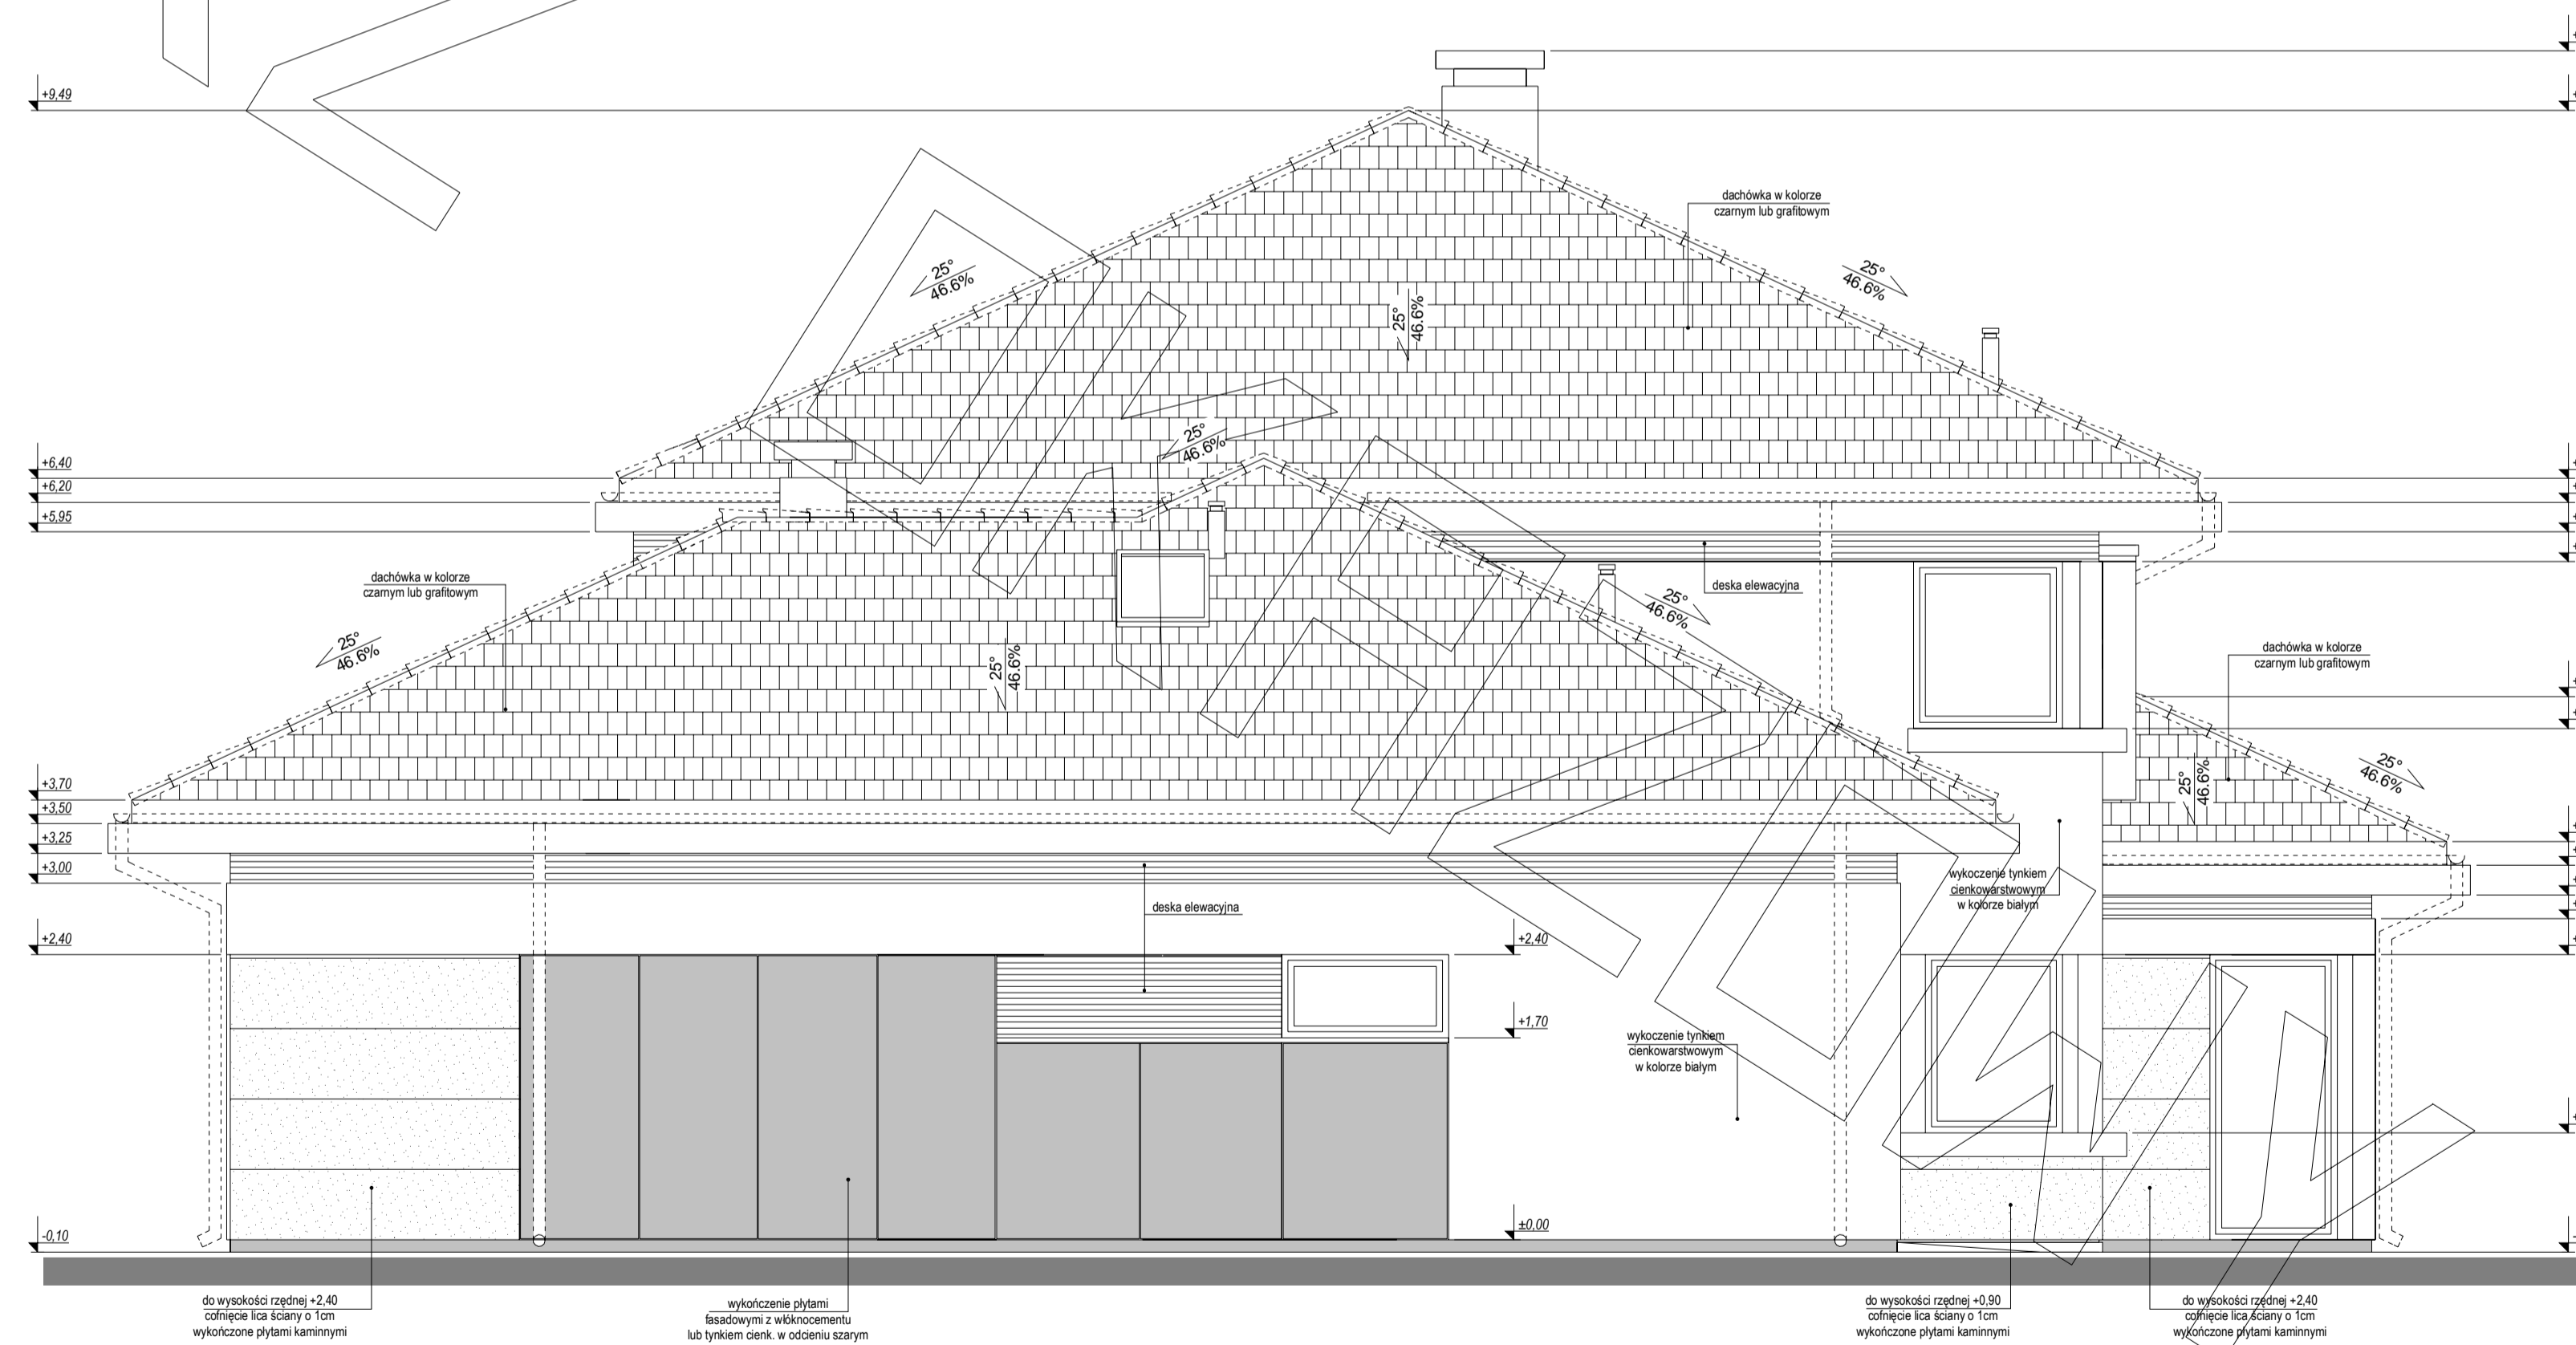 +9,49
dachówka w kolorze
czarnym lub grafitowym
25°
46.6%
25°
46.6%
25°
46.6%
25°
46.6%
+6,40
+6,20
+5,95
dachówka w kolorze
czarnym lub grafitowym
deska elewacyjna
25°
46.6%
25°
46.6%
25°
46.6%
dachówka w kolorze
czarnym lub grafitowym
25°
46.6%
25°
46.6%
+3,70
+3,50
+3,25
+3,00
wykoczenie tynkiem
cienkowarstwowym
w kolorze białym
deska elewacyjna
+2,40
+2,40
+1,70
wykoczenie tynkiem
cienkowarstwowym
w kolorze białym
-0,10
±0,00
do wysokości rzędnej +2,40
cofnięcie lica ściany o 1cm
wykończone płytami kaminnymi
wykończenie płytami
fasadowymi z włóknocementu
lub tynkiem cienk. w odcieniu szarym
do wysokości rzędnej +0,90
cofnięcie lica ściany o 1cm
wykończone płytami kaminnymi
do wysokości rzędnej +2,40
cofnięcie lica ściany o 1cm
wykończone płytami kaminnymi